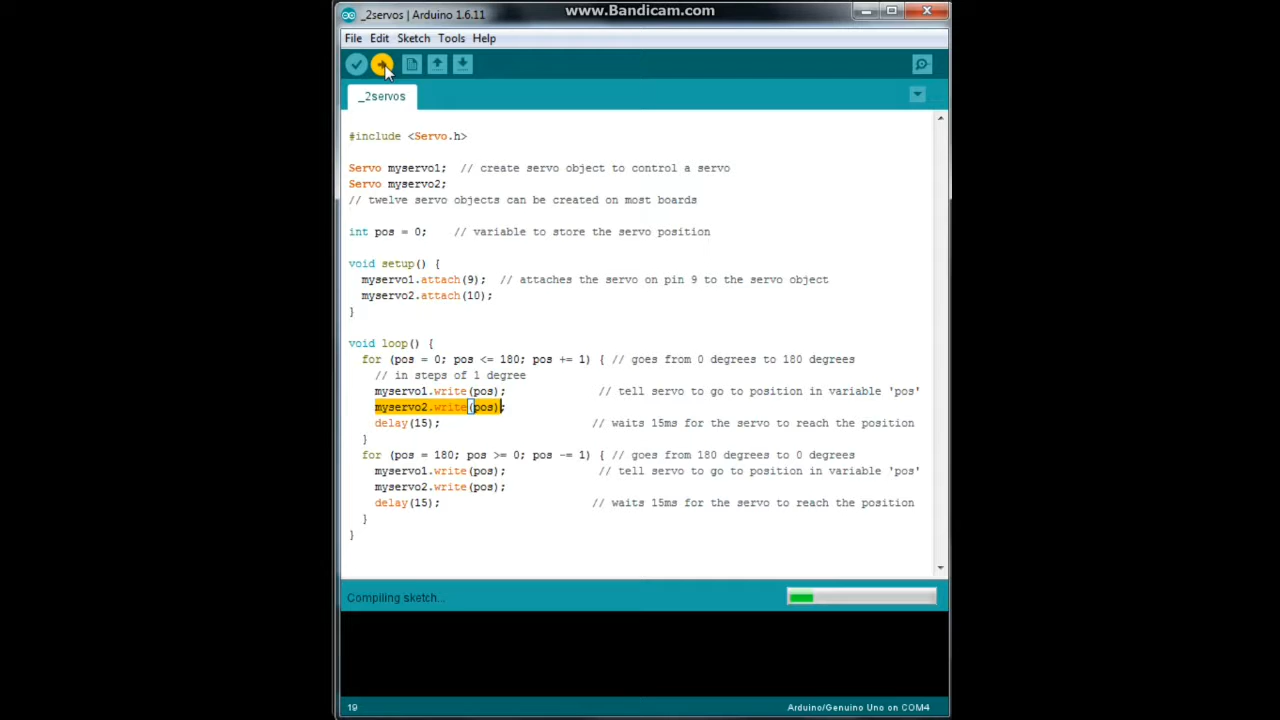 www.Bandicam.com
_2servos | Arduino 1.6.11
File Edit Sketch Tools Help
_2servos
#include <Servo.h>
Servo myservo1;  // create servo object to control a servo
Servo myservo2;
// twelve servo objects can be created on most boards
int pos = 0;    // variable to store the servo position
void setup() {
  myservo1.attach(9);  // attaches the servo on pin 9 to the servo object
  myservo2.attach(10);
}
void loop() {
  for (pos = 0; pos <= 180; pos += 1) { // goes from 0 degrees to 180 degrees
    // in steps of 1 degree
    myservo1.write(pos);              // tell servo to go to position in variable 'pos'
    myservo2.write(pos);
    delay(15);                       // waits 15ms for the servo to reach the position
  }
  for (pos = 180; pos >= 0; pos -= 1) { // goes from 180 degrees to 0 degrees
    myservo1.write(pos);              // tell servo to go to position in variable 'pos'
    myservo2.write(pos);
    delay(15);                       // waits 15ms for the servo to reach the position
  }
}
Compiling sketch...
19 Arduino/Genuino Uno on COM4